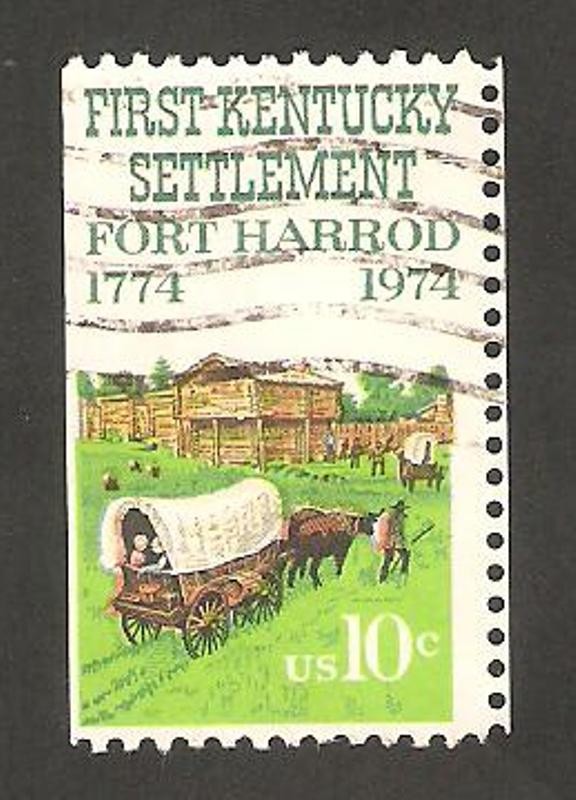 FIRST KENTUCKY
SETTLEMENT
FORT HARROD
1774 1974
US 10c